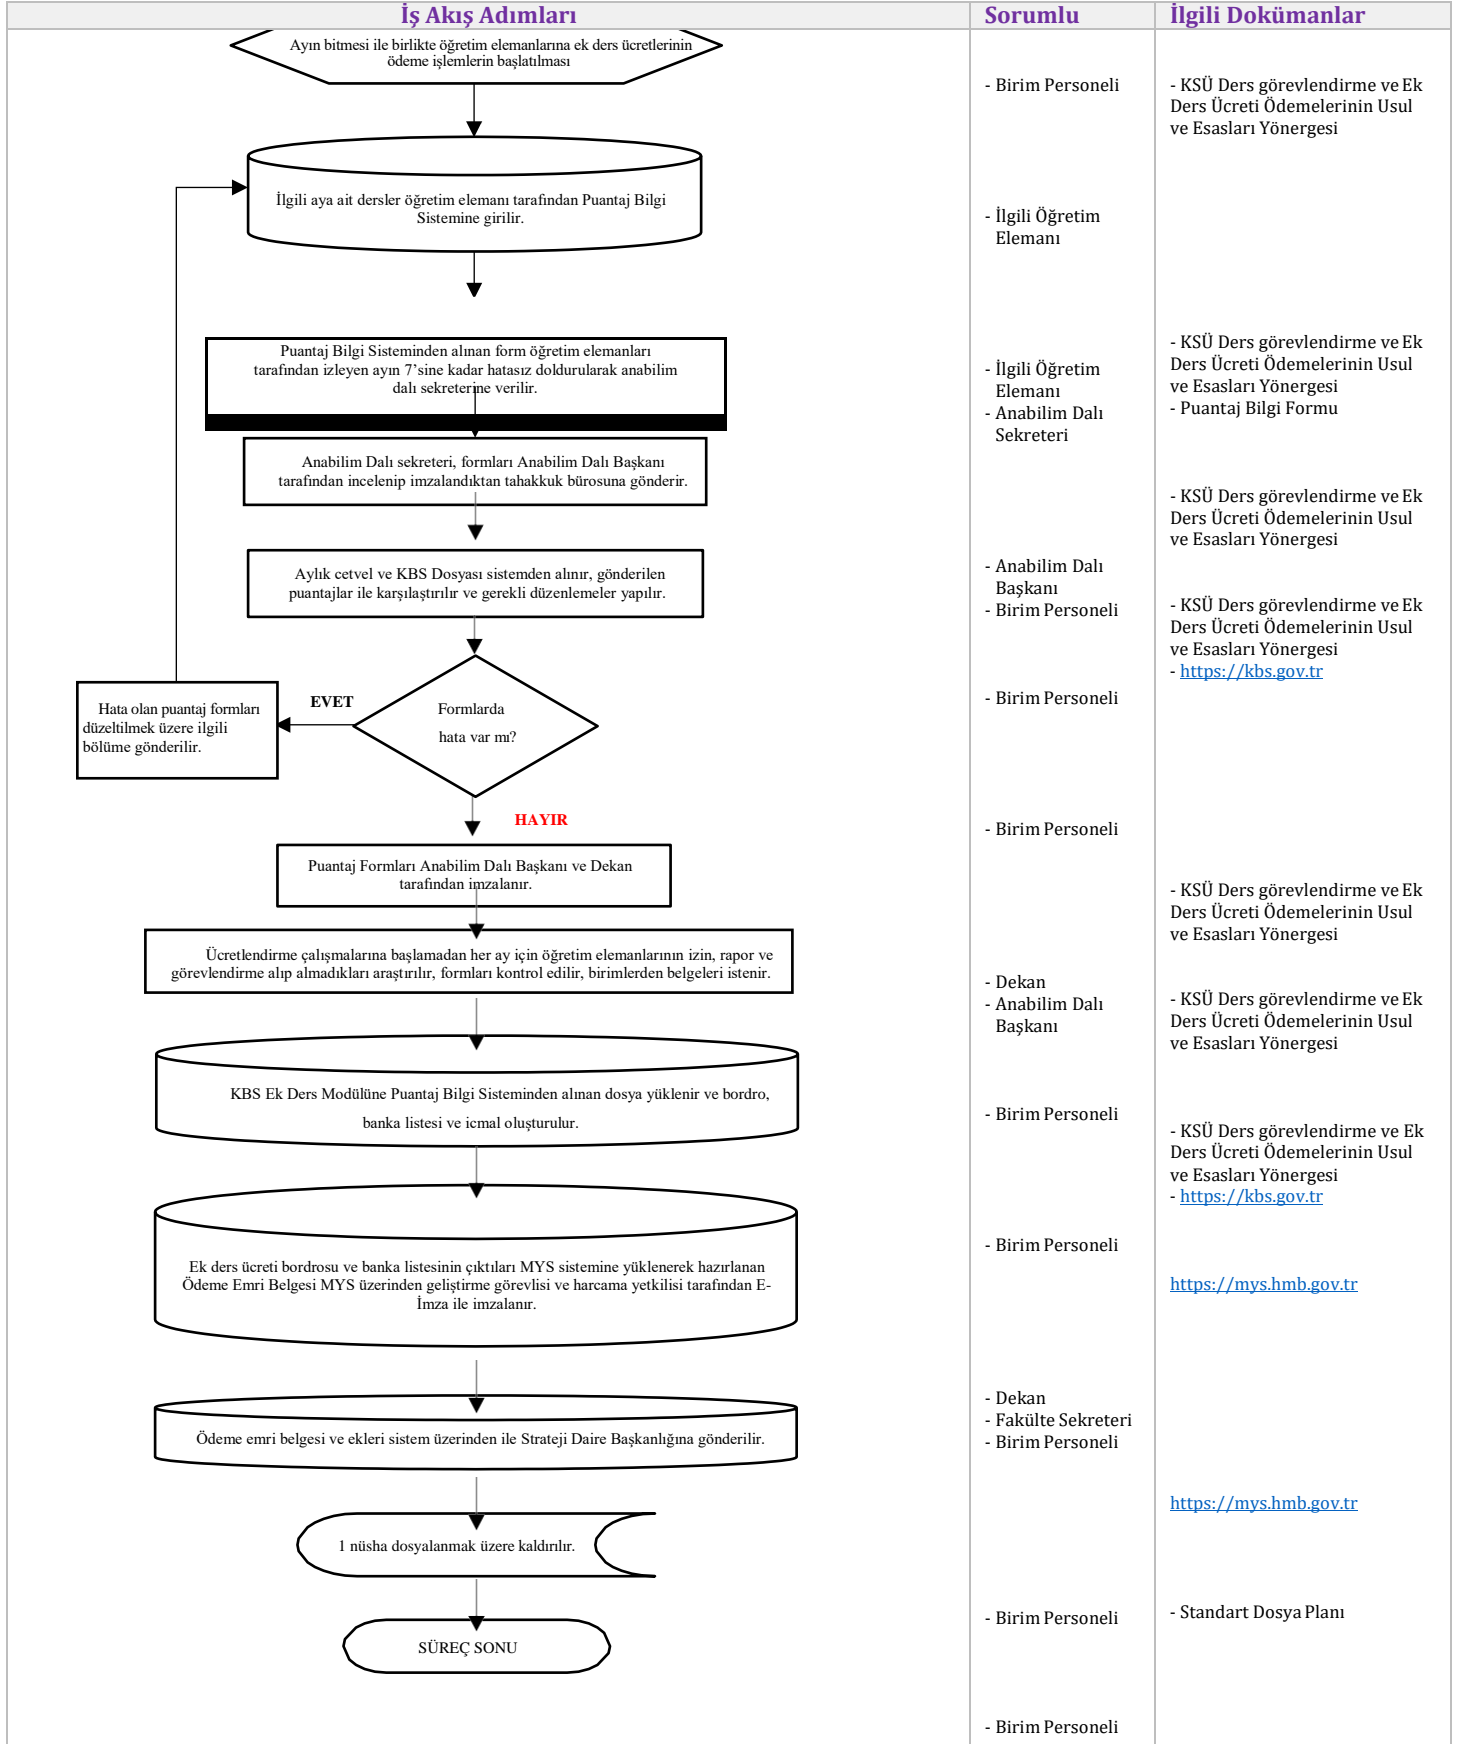 İş Akış Adımları
Sorumlu
İlgili Dokümanlar
Ayın bitmesi ile birlikte öğretim elemanlarına ek ders ücretlerinin
ödeme işlemlerin başlatılması
- Birim Personeli
- KSÜ Ders görevlendirme ve Ek
Ders Ücreti Ödemelerinin Usul
ve Esasları Yönergesi
İlgili aya ait dersler öğretim elemanı tarafından Puantaj Bilgi
Sistemine girilir.
- İlgili Öğretim
Elemanı
Puantaj Bilgi Sisteminden alınan form öğretim elemanları
tarafından izleyen ayın 7’sine kadar hatasız doldurularak anabilim
dalı sekreterine verilir.
- İlgili Öğretim
Elemanı
- Anabilim Dalı
Sekreteri
- KSÜ Ders görevlendirme ve Ek
Ders Ücreti Ödemelerinin Usul
ve Esasları Yönergesi
- Puantaj Bilgi Formu
Anabilim Dalı sekreteri, formları Anabilim Dalı Başkanı
tarafından incelenip imzalandıktan tahakkuk bürosuna gönderir.
- KSÜ Ders görevlendirme ve Ek
Ders Ücreti Ödemelerinin Usul
ve Esasları Yönergesi
Aylık cetvel ve KBS Dosyası sistemden alınır, gönderilen
puantajlar ile karşılaştırılır ve gerekli düzenlemeler yapılır.
- Anabilim Dalı
Başkanı
- Birim Personeli
- KSÜ Ders görevlendirme ve Ek
Ders Ücreti Ödemelerinin Usul
ve Esasları Yönergesi
- https://kbs.gov.tr
Hata olan puantaj formları
düzeltilmek üzere ilgili
bölüme gönderilir.
EVET
Formlarda
hata var mı?
- Birim Personeli
HAYIR
- Birim Personeli
Puantaj Formları Anabilim Dalı Başkanı ve Dekan
tarafından imzalanır.
- KSÜ Ders görevlendirme ve Ek
Ders Ücreti Ödemelerinin Usul
ve Esasları Yönergesi
Ücretlendirme çalışmalarına başlamadan her ay için öğretim elemanlarının izin, rapor ve
görevlendirme alıp almadıkları araştırılır, formları kontrol edilir, birimlerden belgeleri istenir.
- Dekan
- Anabilim Dalı
Başkanı
- KSÜ Ders görevlendirme ve Ek
Ders Ücreti Ödemelerinin Usul
ve Esasları Yönergesi
KBS Ek Ders Modülüne Puantaj Bilgi Sisteminden alınan dosya yüklenir ve bordro,
banka listesi ve icmal oluşturulur.
- Birim Personeli
- KSÜ Ders görevlendirme ve Ek
Ders Ücreti Ödemelerinin Usul
ve Esasları Yönergesi
- https://kbs.gov.tr
Ek ders ücreti bordrosu ve banka listesinin çıktıları MYS sistemine yüklenerek hazırlanan
Ödeme Emri Belgesi MYS üzerinden geliştirme görevlisi ve harcama yetkilisi tarafından E-
İmza ile imzalanır.
- Birim Personeli
https://mys.hmb.gov.tr
Ödeme emri belgesi ve ekleri sistem üzerinden ile Strateji Daire Başkanlığına gönderilir.
- Dekan
- Fakülte Sekreteri
- Birim Personeli
https://mys.hmb.gov.tr
1 nüsha dosyalanmak üzere kaldırılır.
- Birim Personeli
- Standart Dosya Planı
SÜREÇ SONU
- Birim Personeli